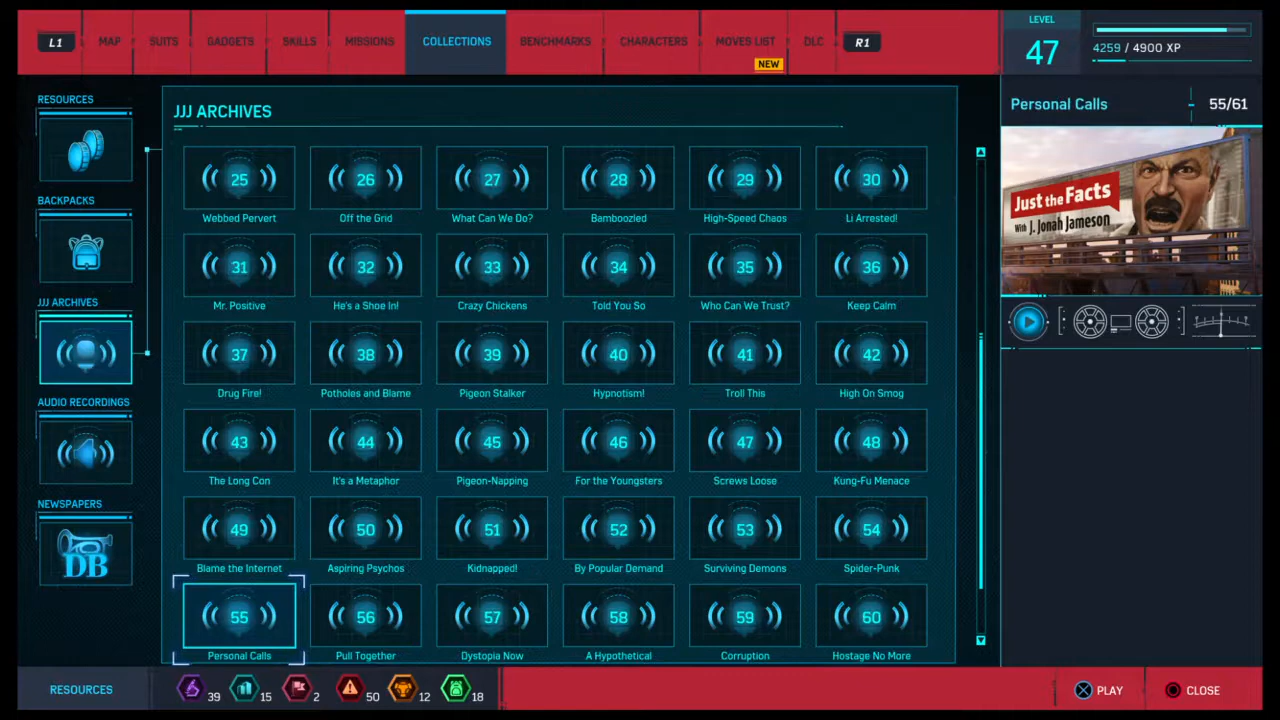 L1 MAP SUITS GADGETS SKILLS MISSIONS COLLECTIONS BENCHMARKS CHARACTERS MOVES LIST DLC R1
NEW
LEVEL
47
4259 / 4900 XP
RESOURCES
BACKPACKS
JJJ ARCHIVES
AUDIO RECORDINGS
NEWSPAPERS
DB
JJJ ARCHIVES
25 26 27 28 29 30
Webbed Pervert Off the Grid What Can We Do? Bamboozled High-Speed Chaos Li Arrested!
31 32 33 34 35 36
Mr. Positive He's a Shoe In! Crazy Chickens Told You So Who Can We Trust? Keep Calm
37 38 39 40 41 42
Drug Fire! Potholes and Blame Pigeon Stalker Hypnotism! Troll This High On Smog
43 44 45 46 47 48
The Long Con It's a Metaphor Pigeon-Napping For the Youngsters Screws Loose Kung-Fu Menace
49 50 51 52 53 54
Blame the Internet Aspiring Psychos Kidnapped! By Popular Demand Surviving Demons Spider-Punk
55 56 57 58 59 60
Personal Calls Pull Together Dystopia Now A Hypothetical Corruption Hostage No More
Personal Calls 55/61
Just the Facts
With J. Jonah Jameson
RESOURCES 39 15 2 50 12 18
PLAY CLOSE